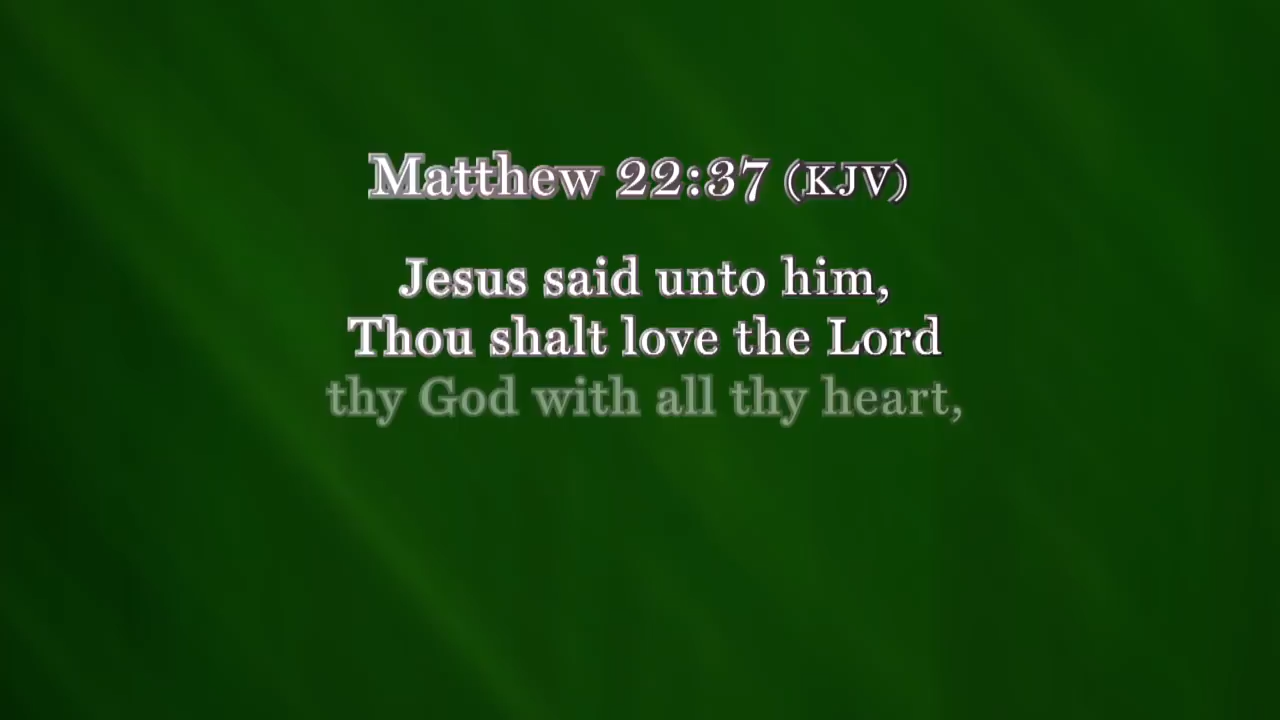 Matthew 22:37 (KJV)
Jesus said unto him,
Thou shalt love the Lord
thy God with all thy heart,